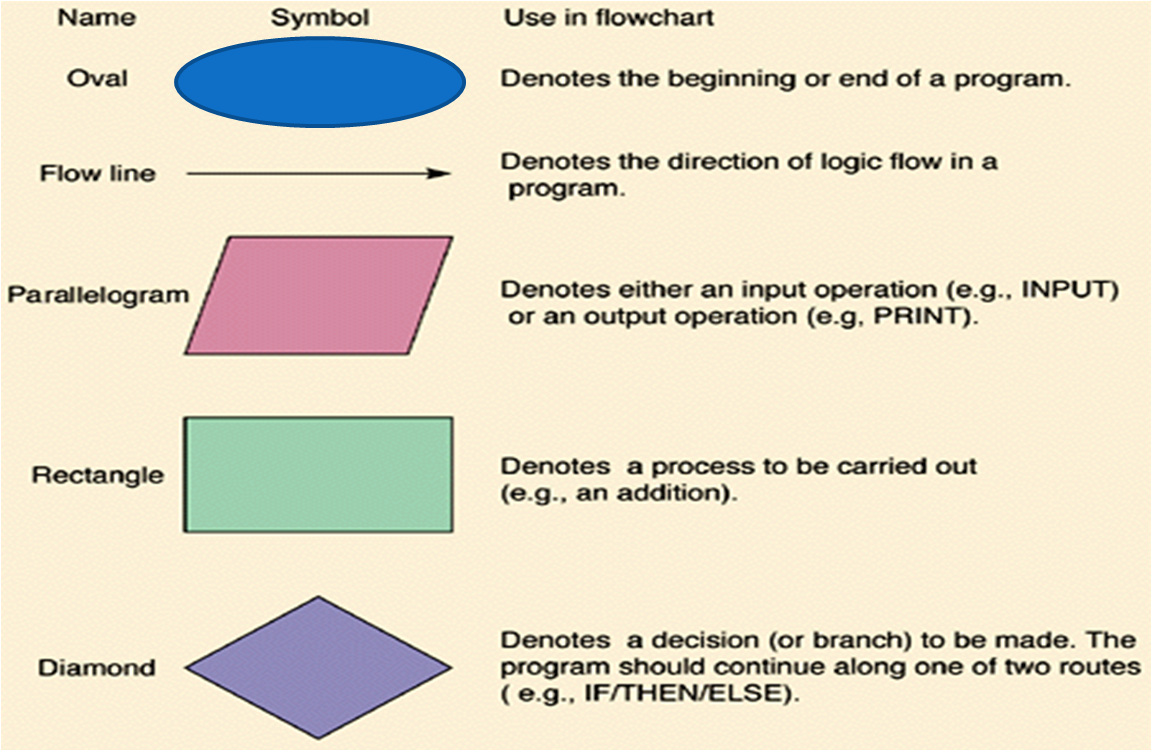 Name Symbol Use in flowchart
Oval Denotes the beginning or end of a program.
Flow line Denotes the direction of logic flow in a
program.
Parallelogram Denotes either an input operation (e.g., INPUT)
or an output operation (e.g, PRINT).
Rectangle Denotes a process to be carried out
(e.g., an addition).
Diamond Denotes a decision (or branch) to be made. The
program should continue along one of two routes
( e.g., IF/THEN/ELSE).